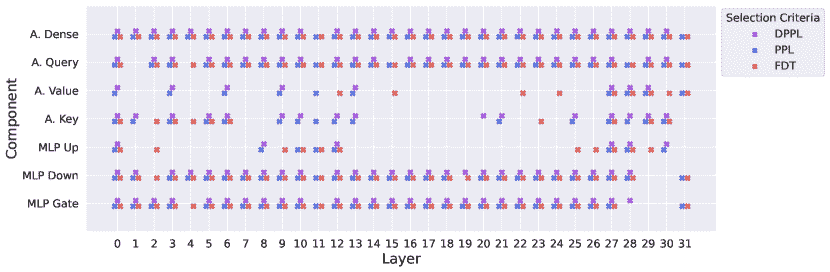 Selection Criteria
DPPL
PPL
FDT
Component
A. Dense
A. Query
A. Value
A. Key
MLP Up
MLP Down
MLP Gate
0 1 2 3 4 5 6 7 8 9 10 11 12 13 14 15 16 17 18 19 20 21 22 23 24 25 26 27 28 29 30 31
Layer